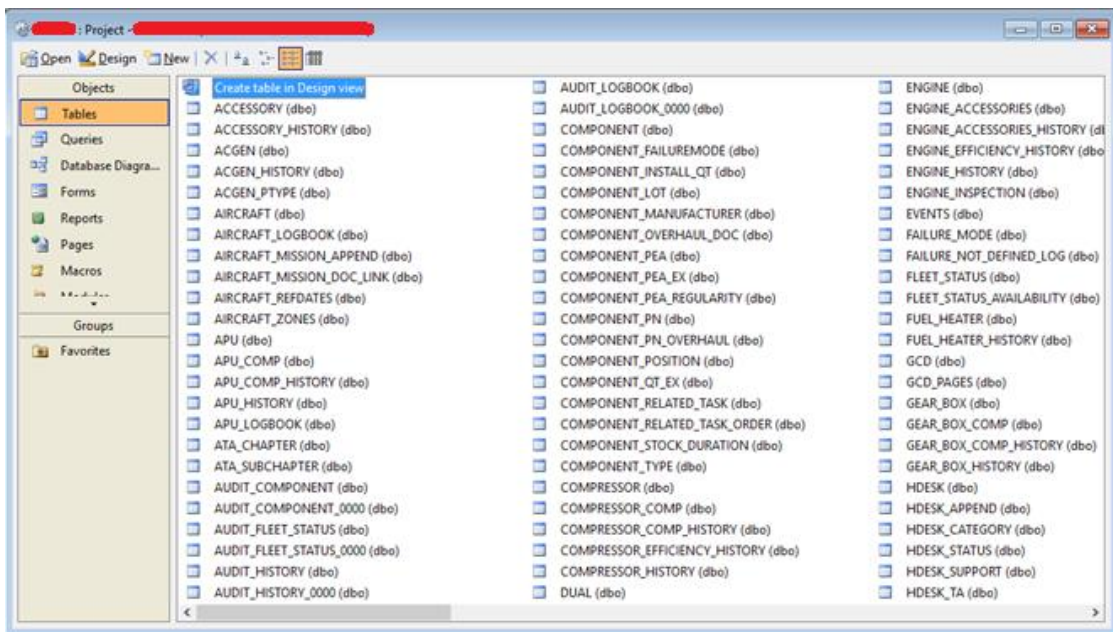 : Project -
Open Design New
Objects
Tables
Queries
Database Diagra...
Forms
Reports
Pages
Macros
Groups
Favorites
Create table in Design view
ACCESSORY (dbo)
ACCESSORY_HISTORY (dbo)
ACGEN (dbo)
ACGEN_HISTORY (dbo)
ACGEN_PTYPE (dbo)
AIRCRAFT (dbo)
AIRCRAFT_LOGBOOK (dbo)
AIRCRAFT_MISSION_APPEND (dbo)
AIRCRAFT_MISSION_DOC_LINK (dbo)
AIRCRAFT_REFDATES (dbo)
AIRCRAFT_ZONES (dbo)
APU (dbo)
APU_COMP (dbo)
APU_COMP_HISTORY (dbo)
APU_HISTORY (dbo)
APU_LOGBOOK (dbo)
ATA_CHAPTER (dbo)
ATA_SUBCHAPTER (dbo)
AUDIT_COMPONENT (dbo)
AUDIT_COMPONENT_0000 (dbo)
AUDIT_FLEET_STATUS (dbo)
AUDIT_FLEET_STATUS_0000 (dbo)
AUDIT_HISTORY (dbo)
AUDIT_HISTORY_0000 (dbo)
AUDIT_LOGBOOK (dbo)
AUDIT_LOGBOOK_0000 (dbo)
COMPONENT (dbo)
COMPONENT_FAILUREMODE (dbo)
COMPONENT_INSTALL_QT (dbo)
COMPONENT_LOT (dbo)
COMPONENT_MANUFACTURER (dbo)
COMPONENT_OVERHAUL_DOC (dbo)
COMPONENT_PEA (dbo)
COMPONENT_PEA_EX (dbo)
COMPONENT_PEA_REGULARITY (dbo)
COMPONENT_PN (dbo)
COMPONENT_PN_OVERHAUL (dbo)
COMPONENT_POSITION (dbo)
COMPONENT_QT_EX (dbo)
COMPONENT_RELATED_TASK (dbo)
COMPONENT_RELATED_TASK_ORDER (dbo)
COMPONENT_STOCK_DURATION (dbo)
COMPONENT_TYPE (dbo)
COMPRESSOR (dbo)
COMPRESSOR_COMP (dbo)
COMPRESSOR_COMP_HISTORY (dbo)
COMPRESSOR_EFFICIENCY_HISTORY (dbo)
COMPRESSOR_HISTORY (dbo)
DUAL (dbo)
ENGINE (dbo)
ENGINE_ACCESSORIES (dbo)
ENGINE_ACCESSORIES_HISTORY (d
ENGINE_EFFICIENCY_HISTORY (dbo
ENGINE_HISTORY (dbo)
ENGINE_INSPECTION (dbo)
EVENTS (dbo)
FAILURE_MODE (dbo)
FAILURE_NOT_DEFINED_LOG (dbo)
FLEET_STATUS (dbo)
FLEET_STATUS_AVAILABILITY (dbo)
FUEL_HEATER (dbo)
FUEL_HEATER_HISTORY (dbo)
GCD (dbo)
GCD_PAGES (dbo)
GEAR_BOX (dbo)
GEAR_BOX_COMP (dbo)
GEAR_BOX_COMP_HISTORY (dbo)
GEAR_BOX_HISTORY (dbo)
HDESK (dbo)
HDESK_APPEND (dbo)
HDESK_CATEGORY (dbo)
HDESK_STATUS (dbo)
HDESK_SUPPORT (dbo)
HDESK_TA (dbo)